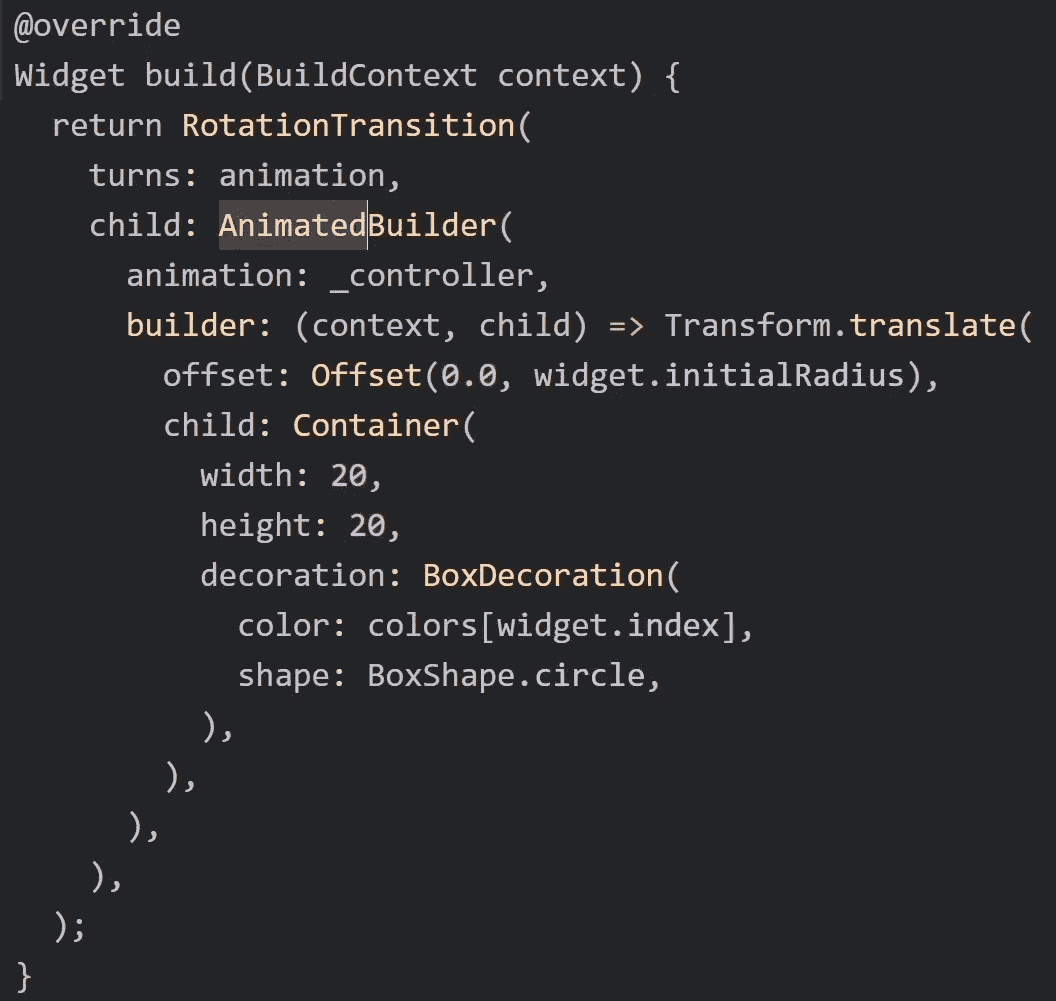 @override
Widget build(BuildContext context) {
  return RotationTransition(
    turns: animation,
    child: AnimatedBuilder(
      animation: _controller,
      builder: (context, child) => Transform.translate(
        offset: Offset(0.0, widget.initialRadius),
        child: Container(
          width: 20,
          height: 20,
          decoration: BoxDecoration(
            color: colors[widget.index],
            shape: BoxShape.circle,
          ),
        ),
      ),
    ),
  );
}